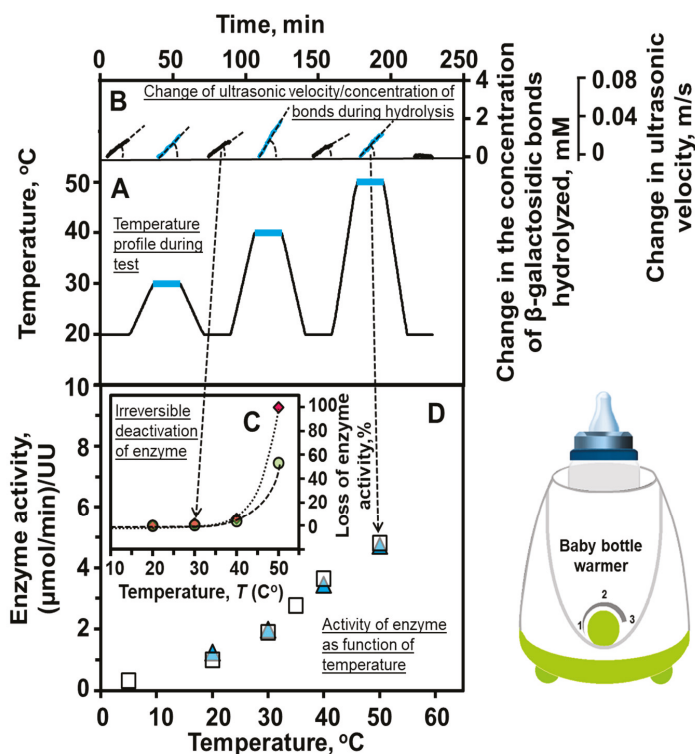 Time, min
0 50 100 150 200 250
B
Change of ultrasonic velocity/concentration of
bonds during hydrolysis
4
2
0
Change in the concentration
of β-galactosidic bonds
hydrolyzed, mM
0.08
0.04
0
Change in ultrasonic
velocity, m/s
Temperature, oC
50
40
30
20
A
Temperature
profile during
test
Enzyme activity,
(µmol/min)/UU
10
8
6
4
2
0
C
Irreversible
deactivation
of enzyme
100
80
60
40
20
0
Loss of enzyme
activity,%
10 20 30 40 50
Temperature, T (Co)
D
Activity of enzyme
as function of
temperature
0 10 20 30 40 50 60
Temperature, oC
Baby bottle
warmer
1 2 3